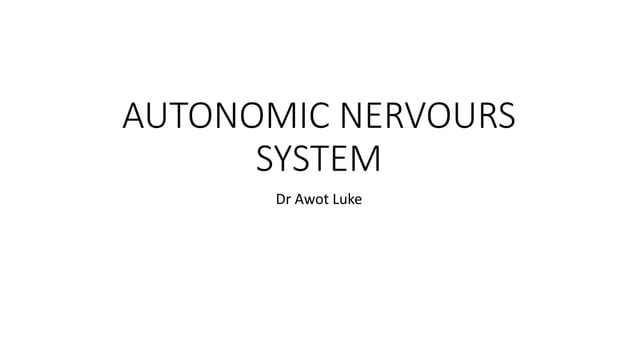 AUTONOMIC NERVOURS
SYSTEM
Dr Awot Luke